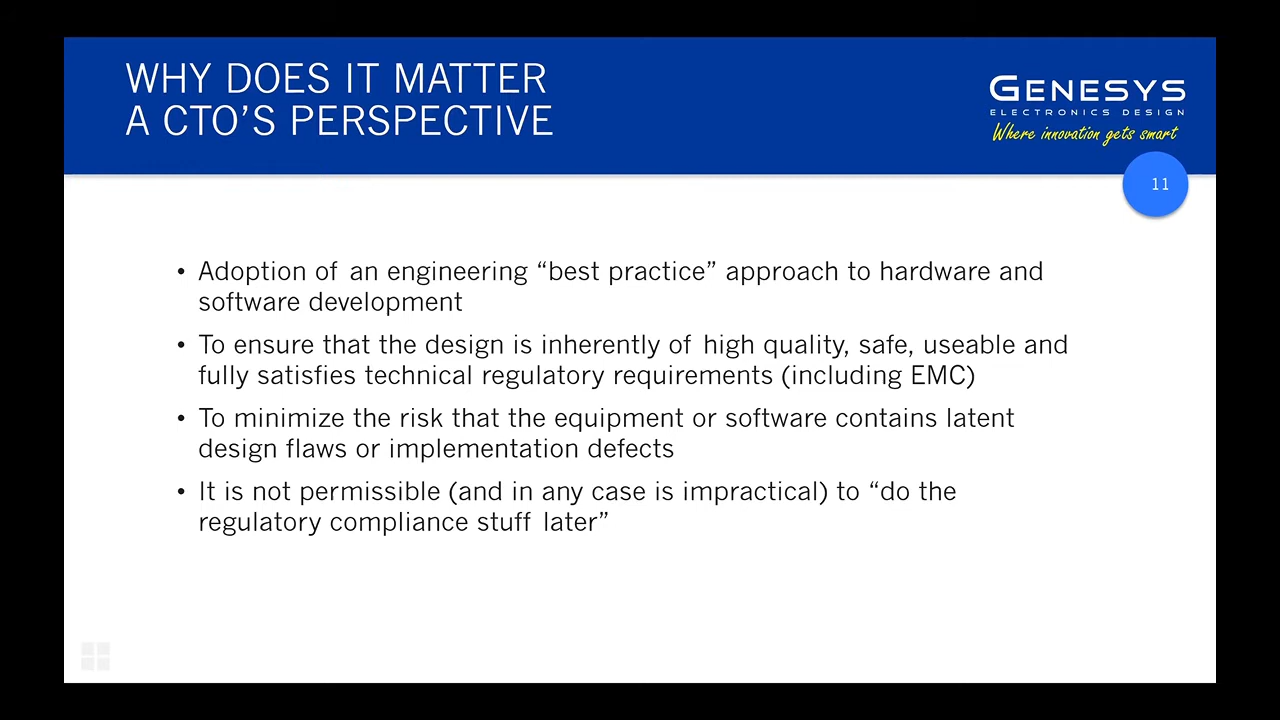 WHY DOES IT MATTER
A CTO’S PERSPECTIVE
GENESYS
ELECTRONICS DESIGN
Where innovation gets smart
11
• Adoption of an engineering “best practice” approach to hardware and
software development
• To ensure that the design is inherently of high quality, safe, useable and
fully satisfies technical regulatory requirements (including EMC)
• To minimize the risk that the equipment or software contains latent
design flaws or implementation defects
• It is not permissible (and in any case is impractical) to “do the
regulatory compliance stuff later”